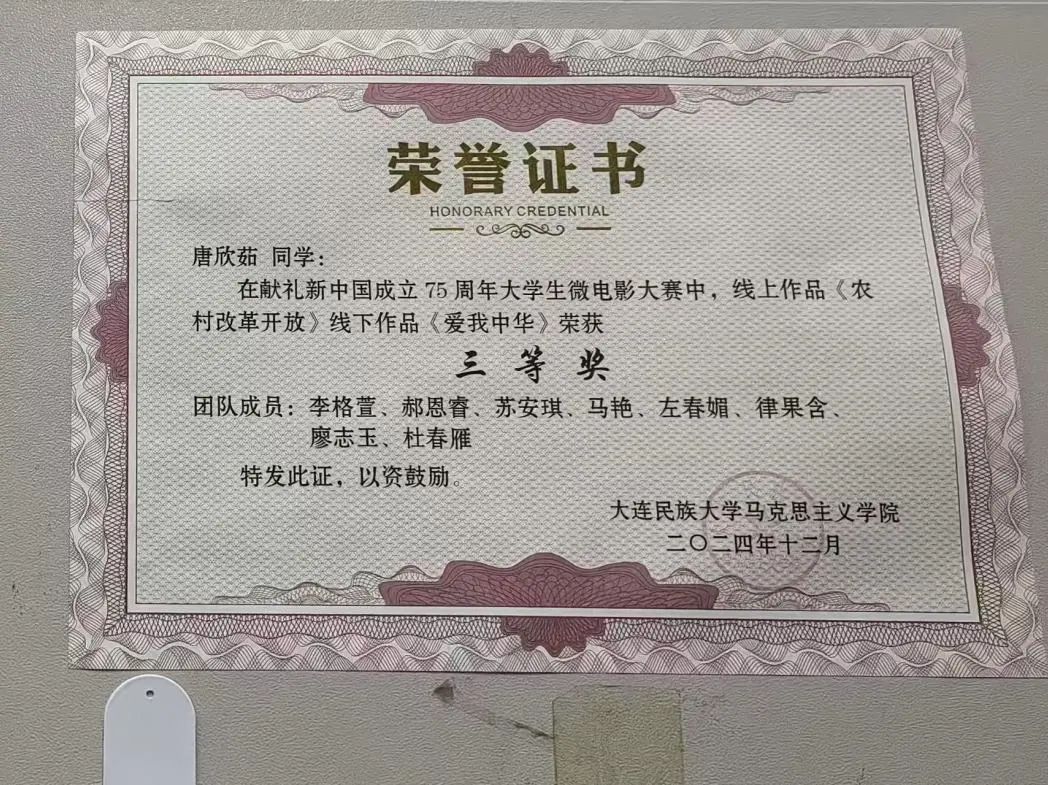 荣誉证书
HONORARY CREDENTIAL
唐欣茹 同学：
在献礼新中国成立 75 周年大学生微电影大赛中，线上作品《农
村改革开放》线下作品《爱我中华》荣获
三等奖
团队成员：李格萱、郝恩睿、苏安琪、马艳、左春媚、律果含、
廖志玉、杜春雁
特发此证，以资鼓励。
大连民族大学马克思主义学院
二〇二四年十二月